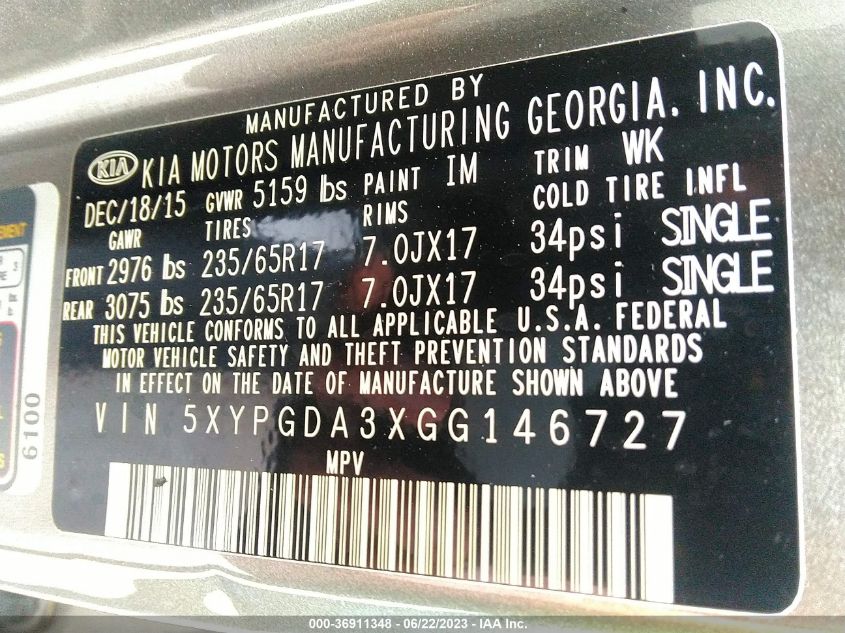 MANUFACTURED BY
KIA KIA MOTORS MANUFACTURING GEORGIA, INC.
DEC/18/15 GVWR 5159 lbs PAINT IM TRIM WK
GAWR TIRES RIMS COLD TIRE INFL
FRONT 2976 lbs 235/65R17 7.0JX17 34psi SINGLE
REAR 3075 lbs 235/65R17 7.0JX17 34psi SINGLE
THIS VEHICLE CONFORMS TO ALL APPLICABLE U.S.A. FEDERAL
MOTOR VEHICLE SAFETY AND THEFT PREVENTION STANDARDS
IN EFFECT ON THE DATE OF MANUFACTURE SHOWN ABOVE
VIN 5XYPGDA3XGG146727
MPV
6100
000-36911348 - 06/22/2023 - IAA Inc.